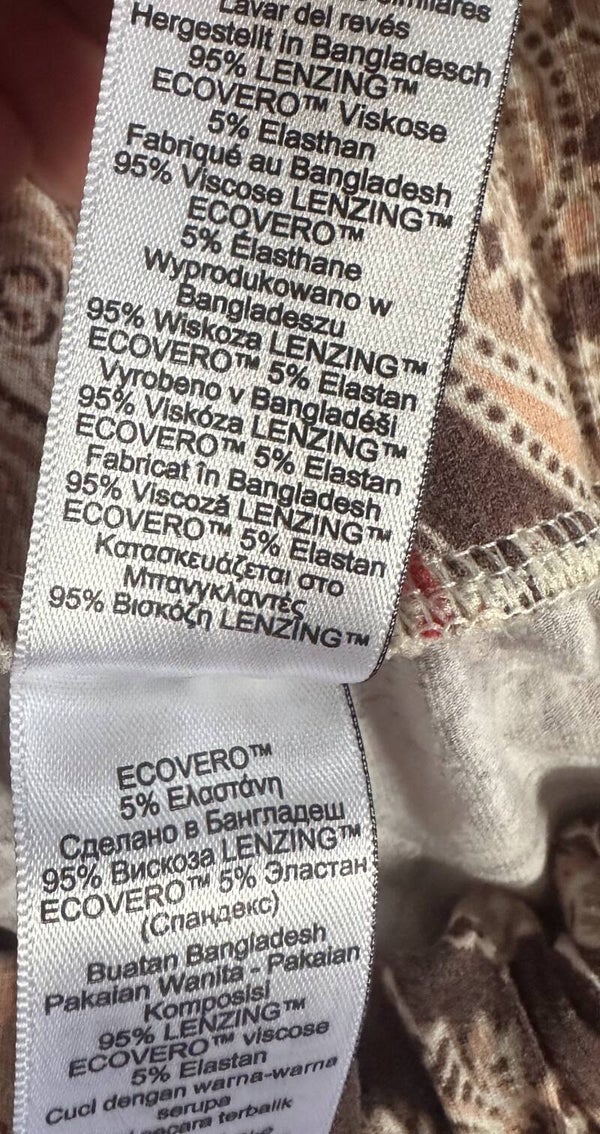 similares
Lavar del revés
Hergestellt in Bangladesch
95% LENZING™
ECOVERO™ Viskose
5% Elasthan
Fabriqué au Bangladesh
95% Viscose LENZING™
ECOVERO™
5% Élasthane
Wyprodukowano w
Bangladeszu
95% Wiskoza LENZING™
ECOVERO™ 5% Elastan
Vyrobeno v Bangladéši
95% Viskóza LENZING™
ECOVERO™ 5% Elastan
Fabricat în Bangladesh
95% Viscoză LENZING™
ECOVERO™ 5% Elastan
Κατασκευάζεται στο
Μπανγκλαντές
95% Βισκόζη LENZING™
ECOVERO™
5% Ελαστάνη
Сделано в Бангладеш
95% Вискоза LENZING™
ECOVERO™ 5% Эластан
(Спандекс)
Buatan Bangladesh
Pakaian Wanita - Pakaian
Komposisi
95% LENZING™
ECOVERO™ viscose
5% Elastan
Cuci dengan warna-warna
serupa
secara terbalik